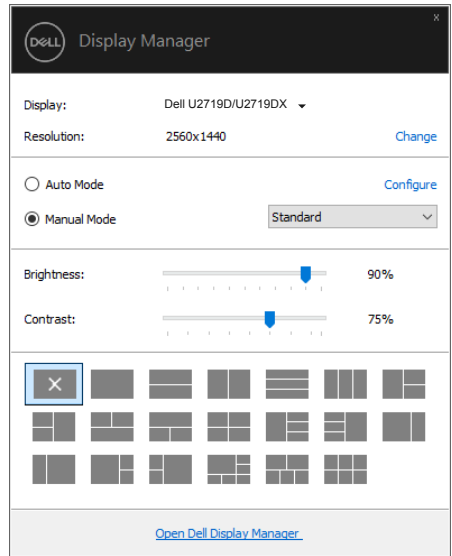 x
DELL Display Manager
Display: Dell U2719D/U2719DX
Resolution: 2560x1440 Change
Auto Mode Configure
Manual Mode Standard
Brightness: 90%
Contrast: 75%
Open Dell Display Manager